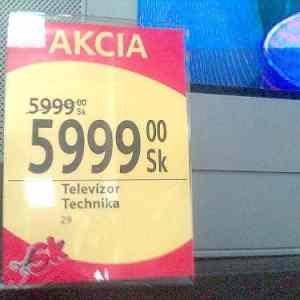 AKCIA
5999 00
Sk
5999 00
Sk
Televízor
Technika
29